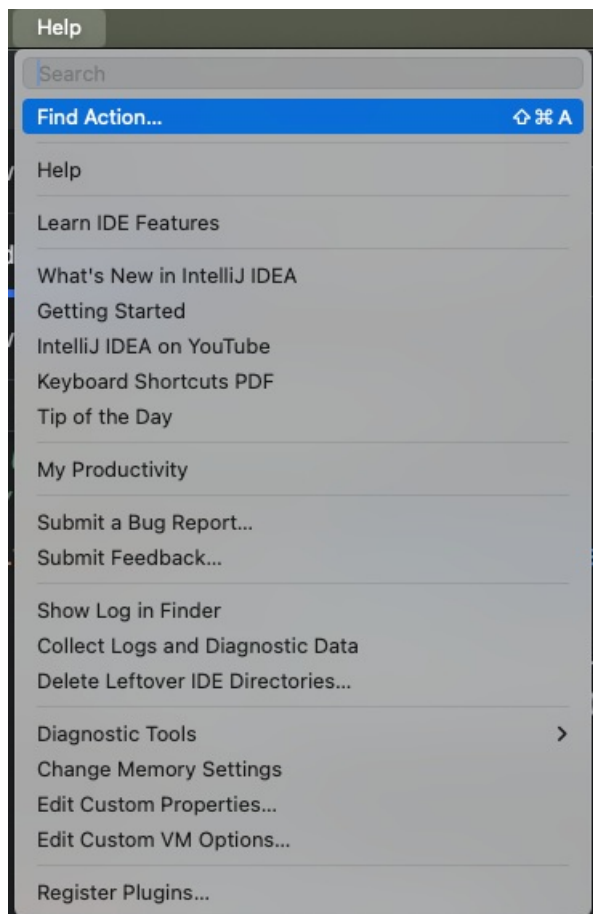 Help
Search
Find Action... ⇧⌘A
Help
Learn IDE Features
What's New in IntelliJ IDEA
Getting Started
IntelliJ IDEA on YouTube
Keyboard Shortcuts PDF
Tip of the Day
My Productivity
Submit a Bug Report...
Submit Feedback...
Show Log in Finder
Collect Logs and Diagnostic Data
Delete Leftover IDE Directories...
Diagnostic Tools
Change Memory Settings
Edit Custom Properties...
Edit Custom VM Options...
Register Plugins...